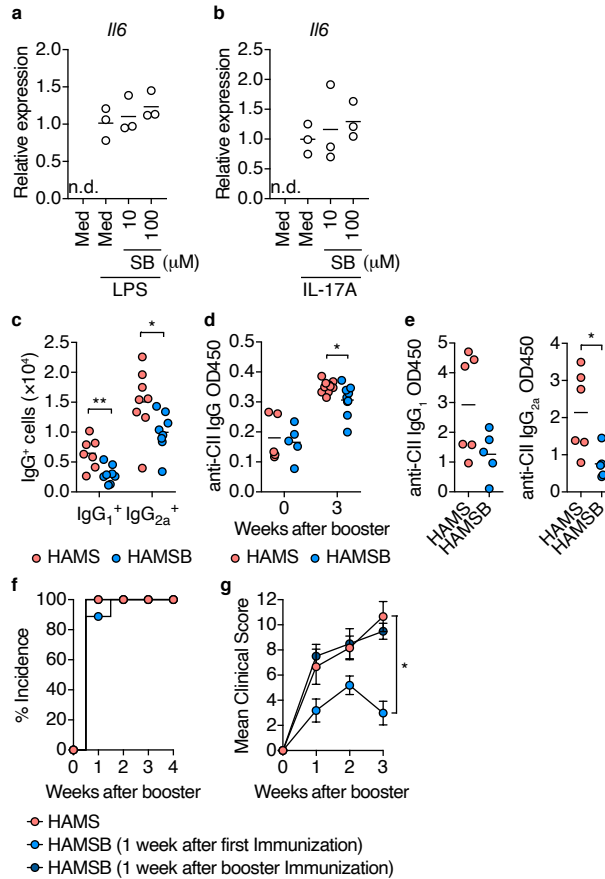 a
Il6
Relative expression
2.0
1.5
1.0
0.5
0.0
n.d.
Med
Med
10
100
SB (μM)
LPS
b
Il6
Relative expression
2.0
1.5
1.0
0.5
0.0
n.d.
Med
Med
10
100
SB (μM)
IL-17A
c
IgG+ cells (×10⁴)
2.5
2.0
1.5
1.0
0.5
0.0
**
*
IgG₁⁺ IgG₂ₐ⁺
HAMS HAMSB
d
anti-CII IgG OD450
0.5
0.4
0.3
0.2
0.1
0.0
*
0 3
Weeks after booster
HAMS HAMSB
e
anti-CII IgG₁ OD450
5
4
3
2
1
0
HAMS
HAMSB
anti-CII IgG₂ₐ OD450
4
3
2
1
0
*
HAMS
HAMSB
f
% Incidence
100
80
60
40
20
0
0 1 2 3 4
Weeks after booster
g
Mean Clinical Score
12
10
8
6
4
2
0
*
0 1 2 3
Weeks after booster
HAMS
HAMSB (1 week after first Immunization)
HAMSB (1 week after booster Immunization)